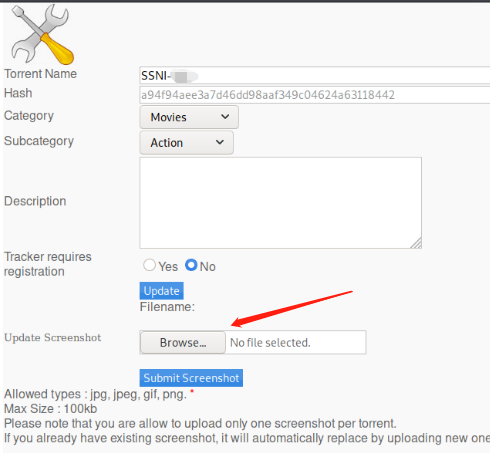 Torrent Name
SSNI-
Hash
a94f94aee3a7d46dd98aaf349c04624a63118442
Category
Movies
Subcategory
Action
Description
Tracker requires
registration
Yes No
Update
Filename:
Update Screenshot
Browse... No file selected.
Submit Screenshot
Allowed types : jpg, jpeg, gif, png. *
Max Size : 100kb
Please note that you are allow to upload only one screenshot per torrent.
If you already have existing screenshot, it will automatically replace by uploading new one